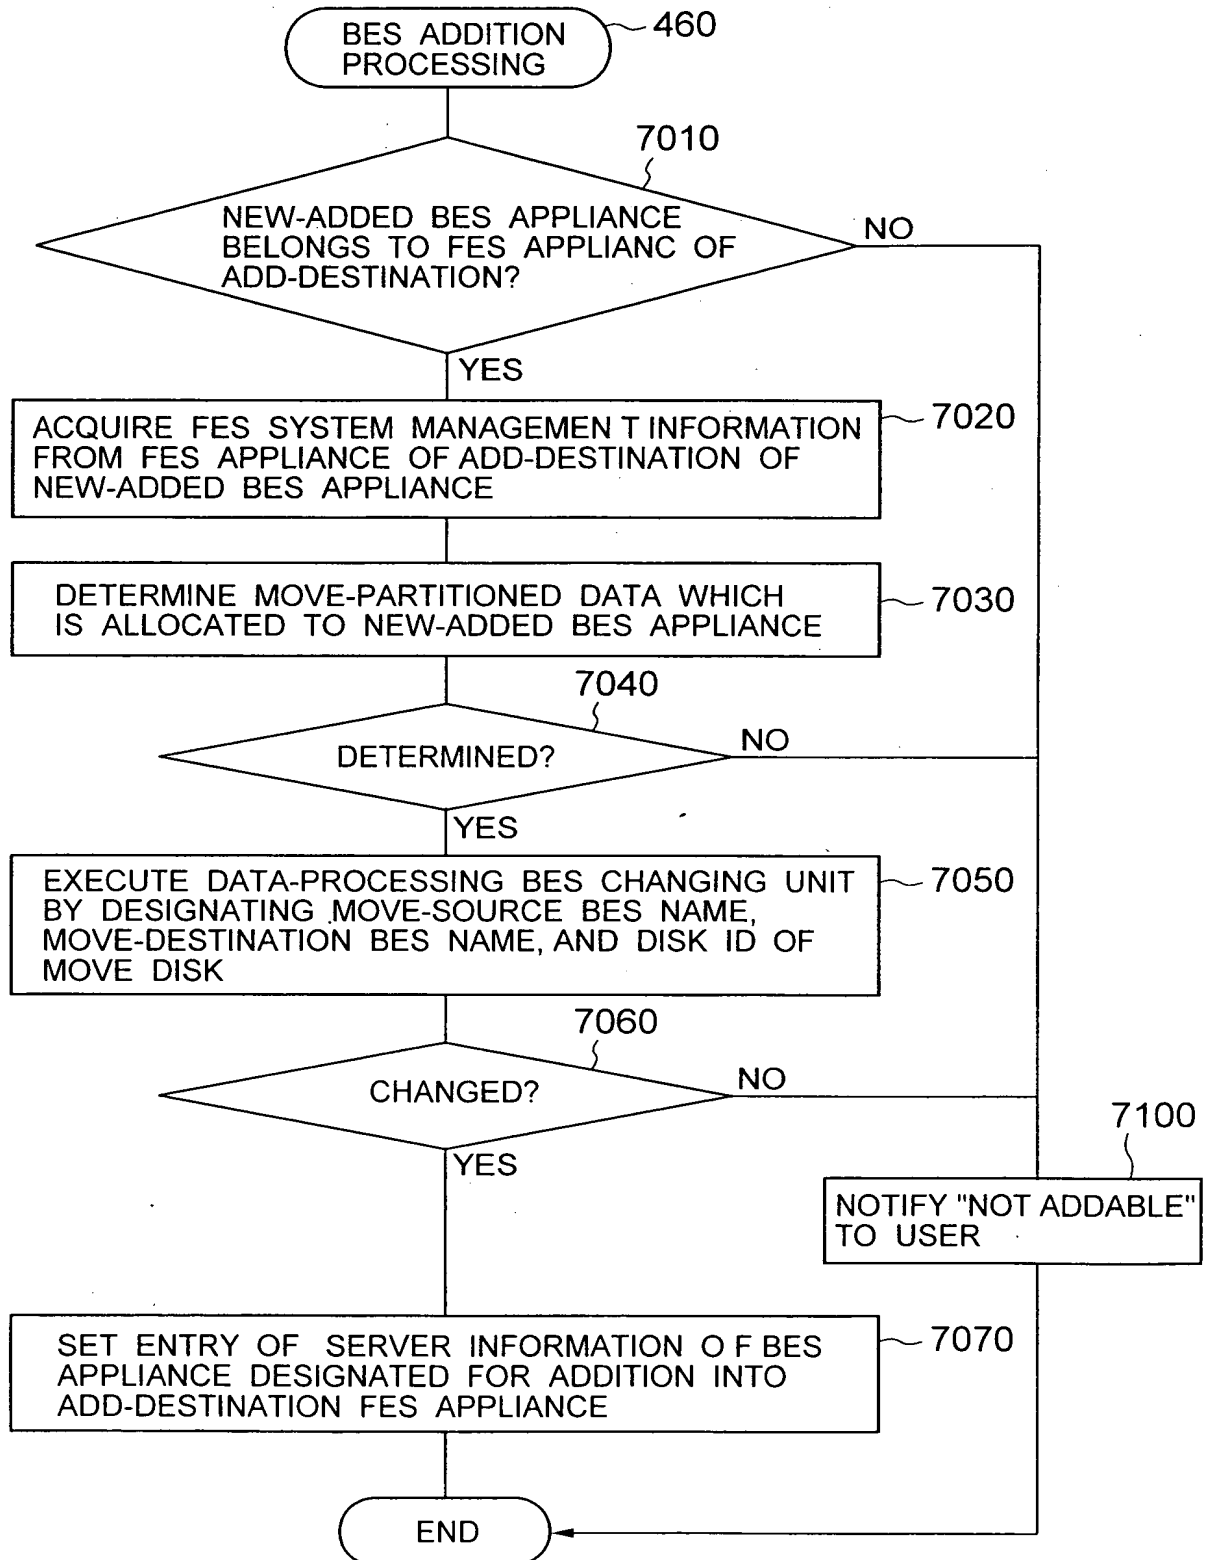 BES ADDITION
PROCESSING
460
7010
NEW-ADDED BES APPLIANCE
BELONGS TO FES APPLIANC OF
ADD-DESTINATION?
NO
YES
7020
ACQUIRE FES SYSTEM MANAGEMEN T INFORMATION
FROM FES APPLIANCE OF ADD-DESTINATION OF
NEW-ADDED BES APPLIANCE
7030
DETERMINE MOVE-PARTITIONED DATA WHICH
IS ALLOCATED TO NEW-ADDED BES APPLIANCE
7040
DETERMINED?
NO
YES
7050
EXECUTE DATA-PROCESSING BES CHANGING UNIT
BY DESIGNATING MOVE-SOURCE BES NAME,
MOVE-DESTINATION BES NAME, AND DISK ID OF
MOVE DISK
7060
CHANGED?
NO
YES
7100
NOTIFY "NOT ADDABLE"
TO USER
7070
SET ENTRY OF SERVER INFORMATION O F BES
APPLIANCE DESIGNATED FOR ADDITION INTO
ADD-DESTINATION FES APPLIANCE
END